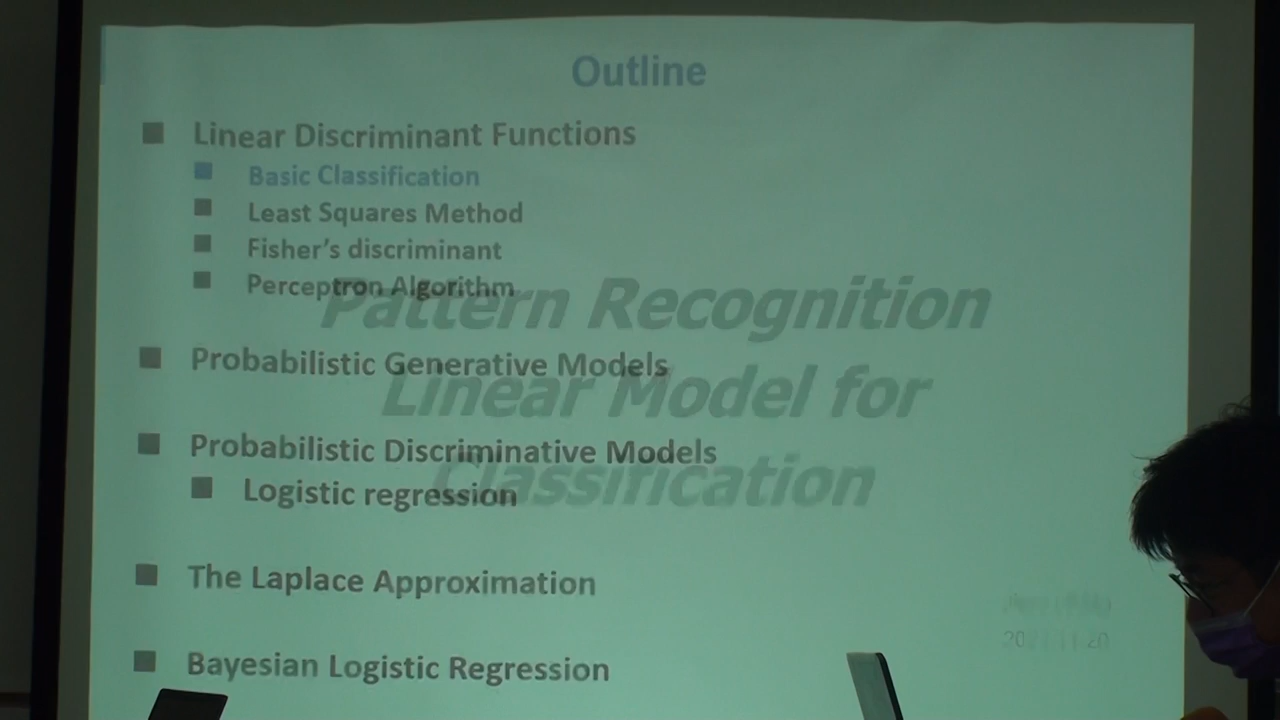 Outline
Linear Discriminant Functions
Basic Classification
Least Squares Method
Fisher's discriminant
Perceptron Algorithm
Pattern Recognition
Probabilistic Generative Models
Linear Model for
Probabilistic Discriminative Models
Classification
Logistic regression
The Laplace Approximation
Bayesian Logistic Regression